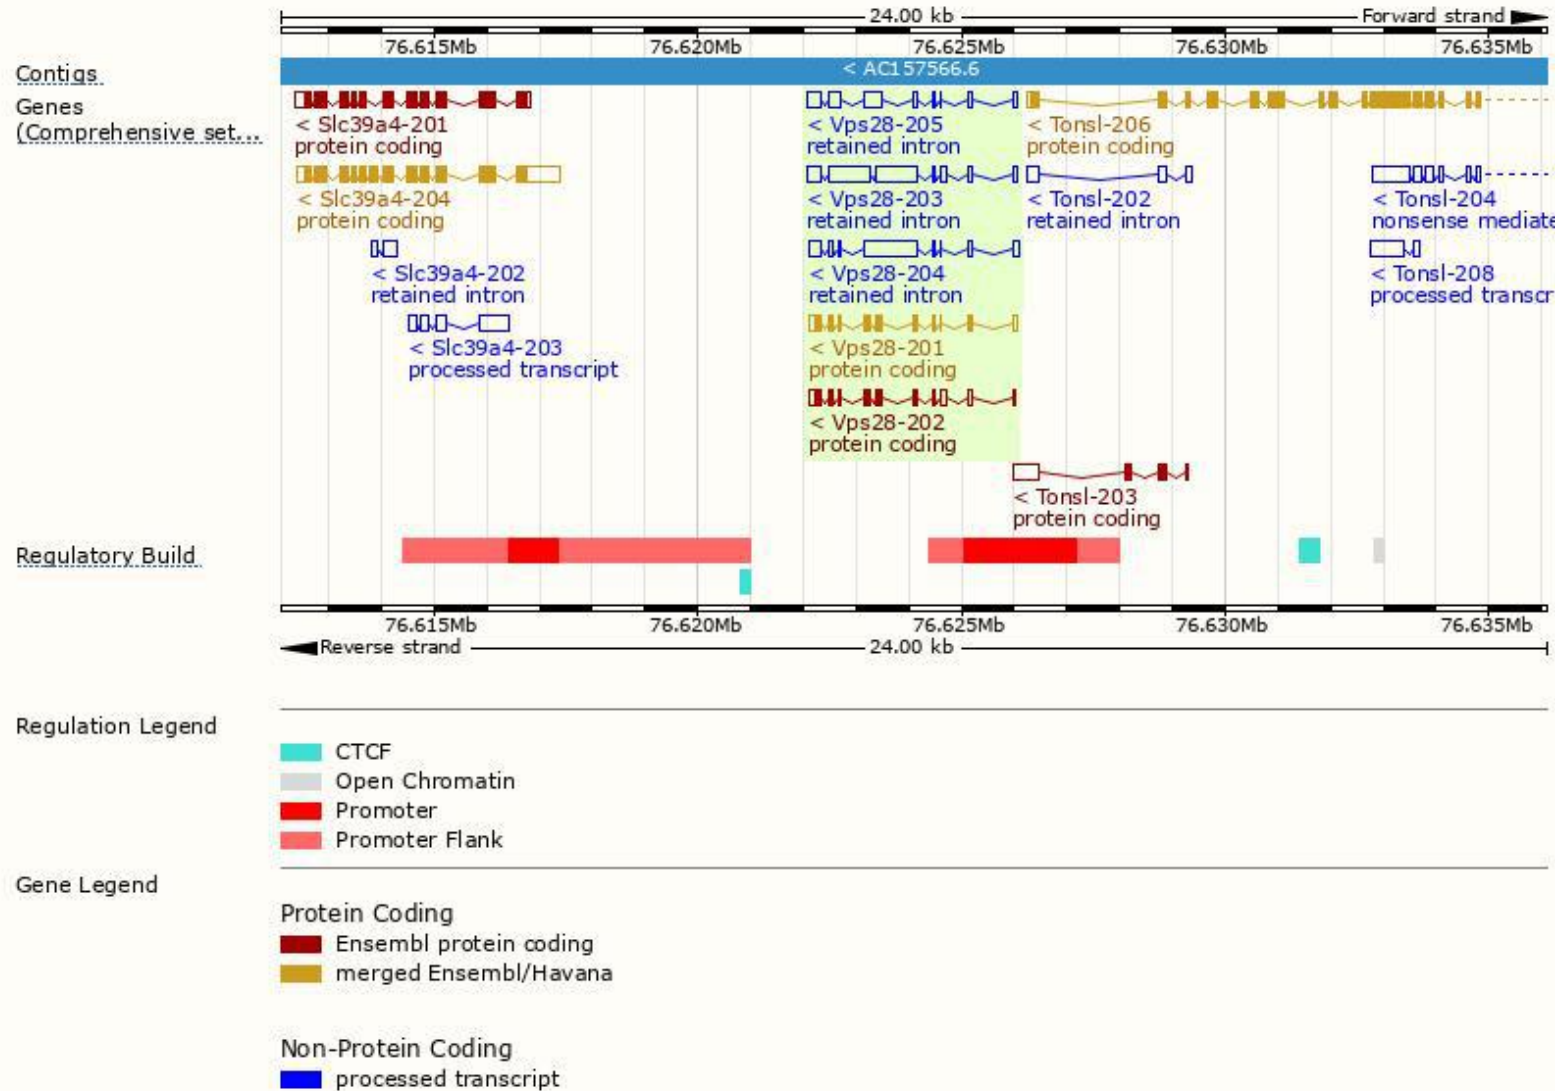 24.00 kb Forward strand
76.615Mb 76.620Mb 76.625Mb 76.630Mb 76.635Mb
Contigs < AC157566.6
Genes
(Comprehensive set...
< Slc39a4-201 < Vps28-205 < Tonsl-206
protein coding retained intron protein coding
< Slc39a4-204 < Vps28-203 < Tonsl-202 < Tonsl-204
protein coding retained intron retained intron nonsense mediate
< Slc39a4-202 < Vps28-204 < Tonsl-208
retained intron retained intron processed transcr
< Slc39a4-203 < Vps28-201
processed transcript protein coding
< Vps28-202
protein coding
< Tonsl-203
protein coding
Regulatory Build
76.615Mb 76.620Mb 76.625Mb 76.630Mb 76.635Mb
Reverse strand 24.00 kb
Regulation Legend
CTCF
Open Chromatin
Promoter
Promoter Flank
Gene Legend
Protein Coding
Ensembl protein coding
merged Ensembl/Havana
Non-Protein Coding
processed transcript